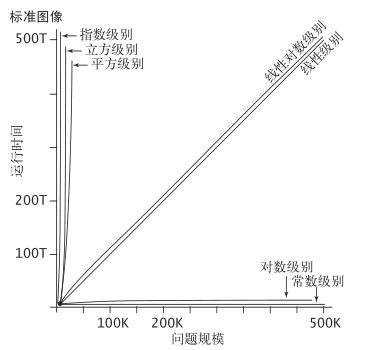 标准图像
500T
指数级别
立方级别
平方级别
线性对数级别
线性级别
运行时间
200T
100T
对数级别
常数级别
100K
200K
500K
问题规模